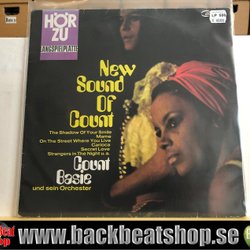 HÖR
ZU
LANGSPIELPLATTE
New
Sound Of
Count
The Shadow Of Your Smile
Mame
On The Street Where You Live
Carioca
Secret Love
Strangers in The Night u.a.
Count
Basie
und sein Orchester
www.backbeatshop.se